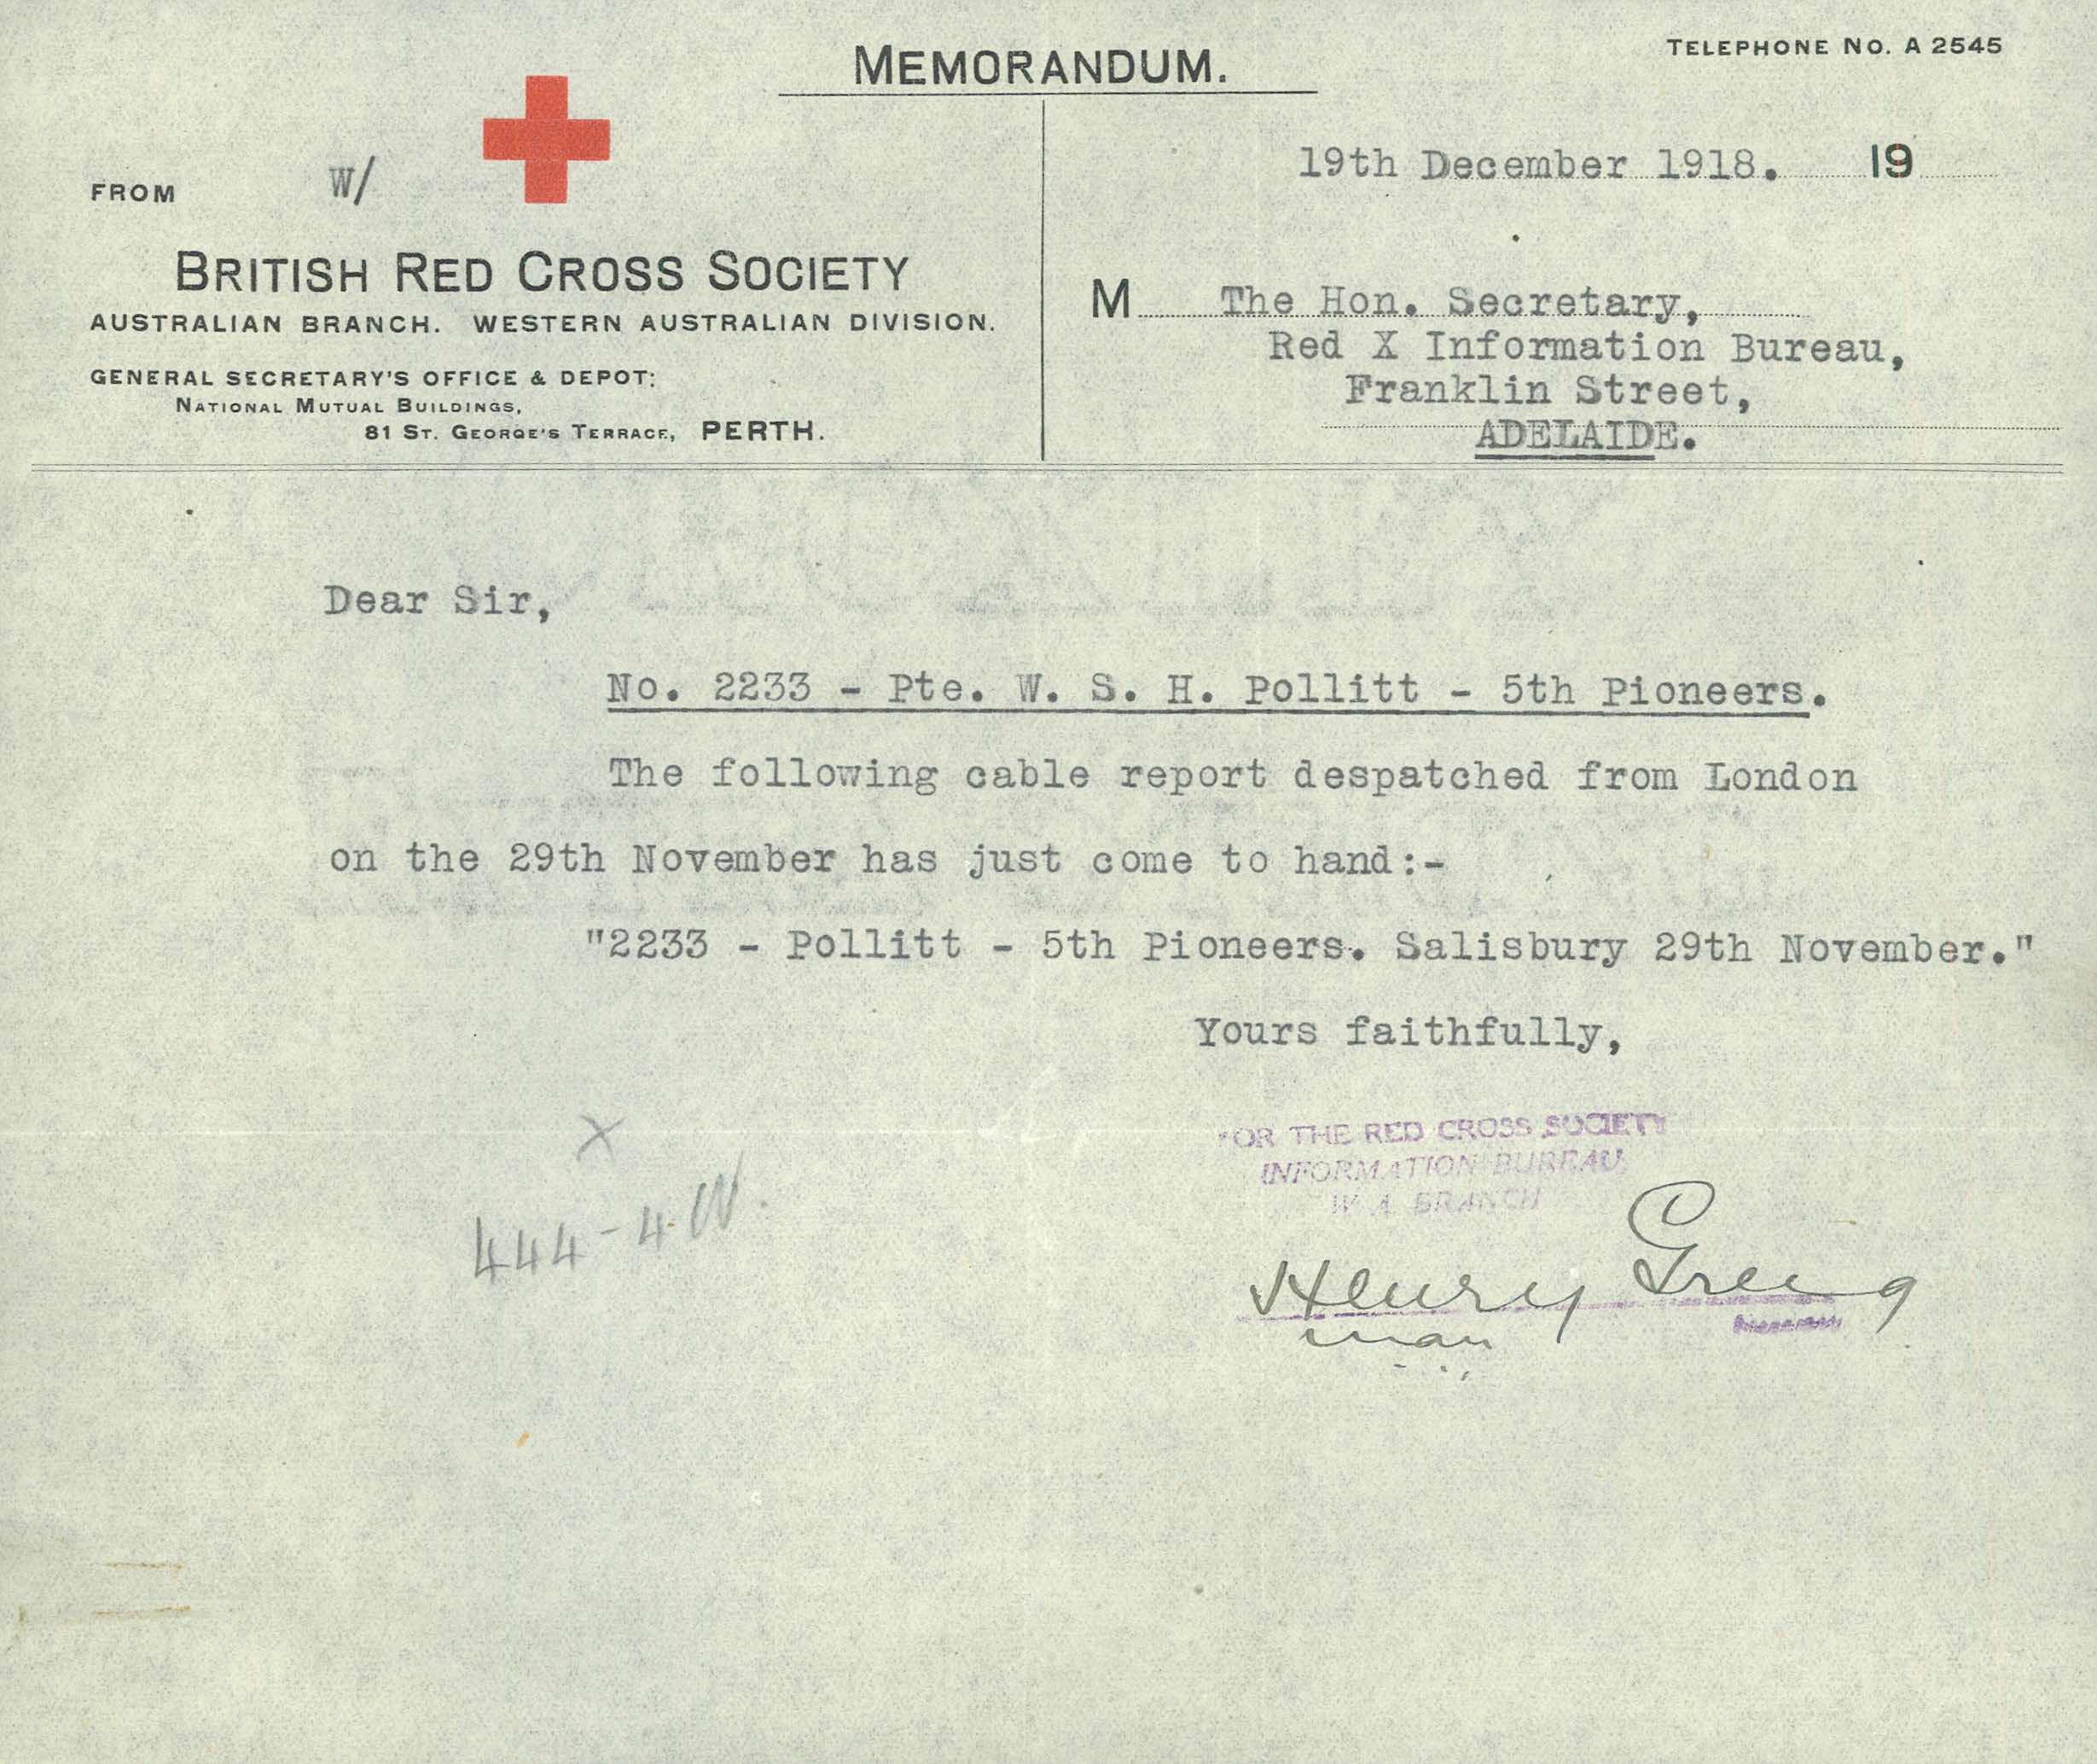 MEMORANDUM.
TELEPHONE NO. A 2545
FROM W/
19th December 1918. 19
BRITISH RED CROSS SOCIETY
AUSTRALIAN BRANCH. WESTERN AUSTRALIAN DIVISION.
GENERAL SECRETARY'S OFFICE & DEPOT:
NATIONAL MUTUAL BUILDINGS,
81 ST. GEORGE'S TERRACE, PERTH.
M The Hon. Secretary,
Red X Information Bureau,
Franklin Street,
ADELAIDE.
Dear Sir,
No. 2233 - Pte. W. S. H. Pollitt - 5th Pioneers.
The following cable report despatched from London
on the 29th November has just come to hand:-
"2233 - Pollitt - 5th Pioneers. Salisbury 29th November."
Yours faithfully,
FOR THE RED CROSS SOCIETY
INFORMATION BUREAU
W. A. BRANCH
X
444-4W.
Henry Greig